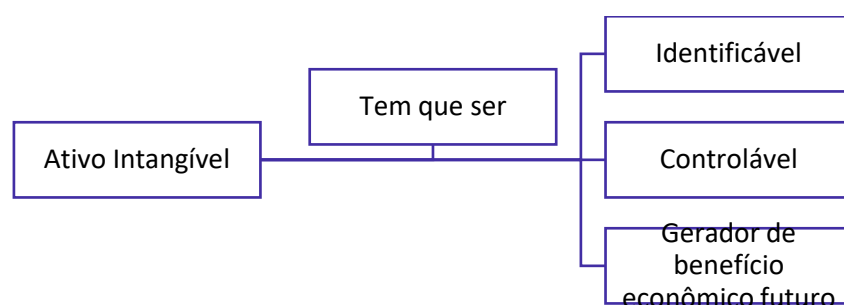 Ativo Intangível
Tem que ser
Identificável
Controlável
Gerador de
benefício
econômico futuro